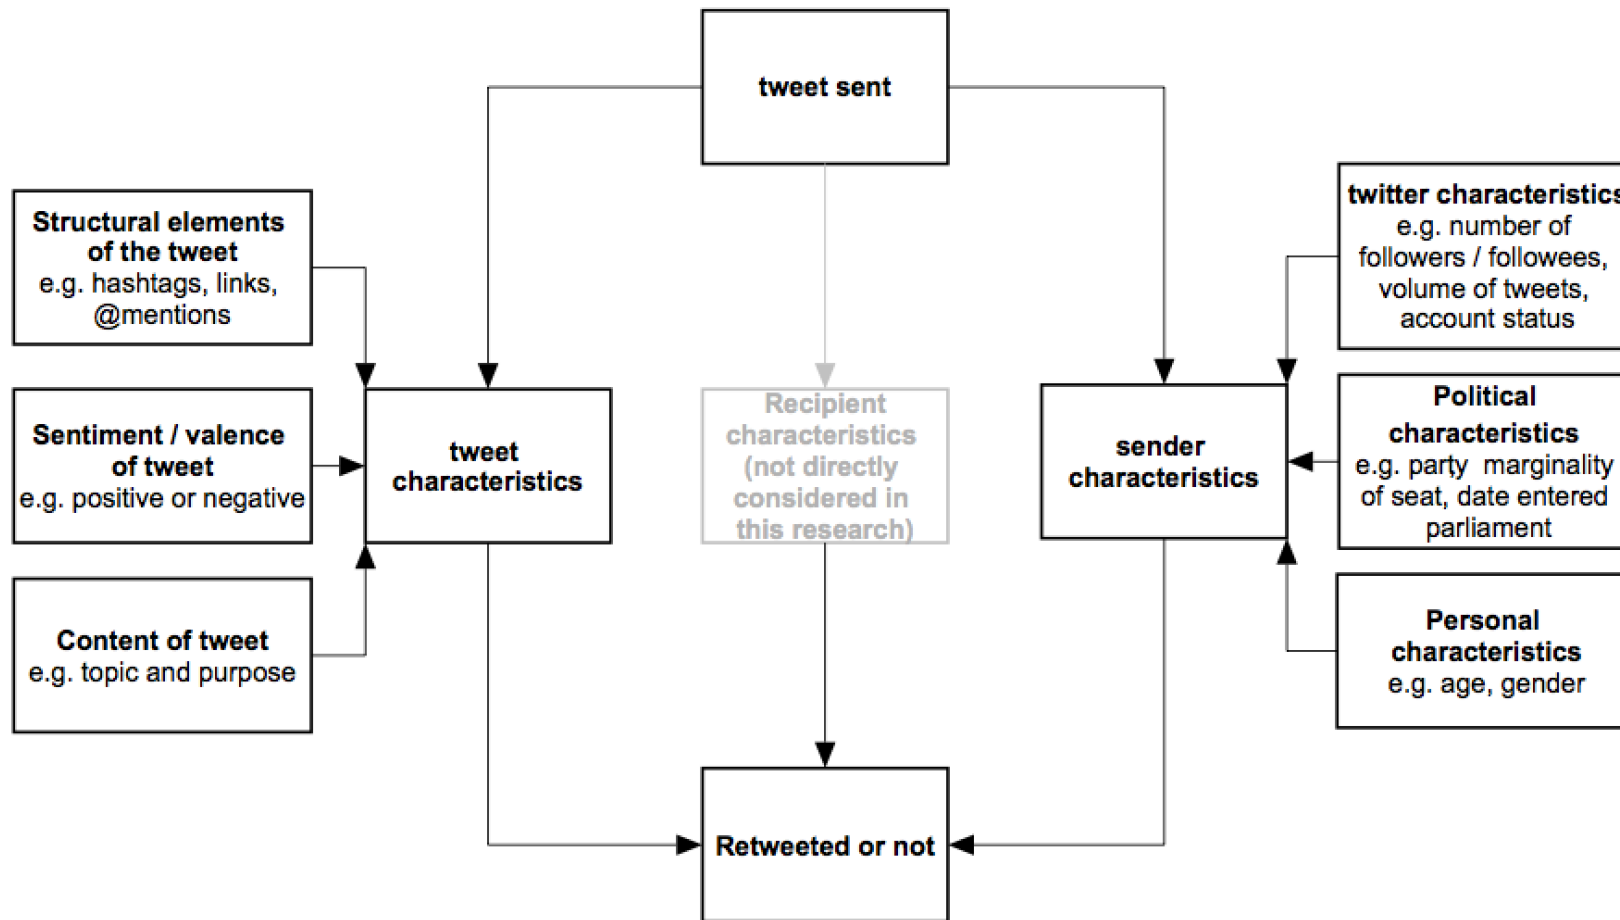 tweet sent
Structural elements
of the tweet
e.g. hashtags, links,
@mentions
twitter characteristics
e.g. number of
followers / followees,
volume of tweets,
account status
Sentiment / valence
of tweet
e.g. positive or negative
tweet
characteristics
Recipient
characteristics
(not directly
considered in
this research)
sender
characteristics
Political
characteristics
e.g. party, marginality
of seat, date entered
parliament
Content of tweet
e.g. topic and purpose
Personal
characteristics
e.g. age, gender
Retweeted or not